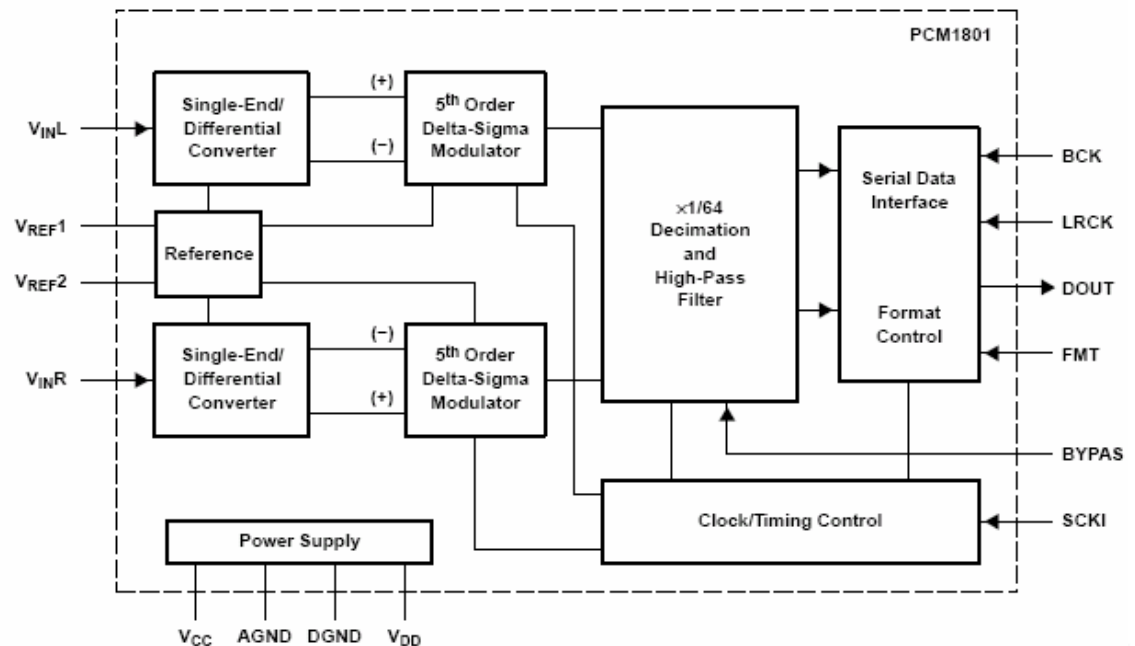 PCM1801
Single-End/
Differential
Converter
(+)
(−)
5th Order
Delta-Sigma
Modulator
VINL
VREF1
VREF2
Reference
×1/64
Decimation
and
High-Pass
Filter
Serial Data
Interface
Format
Control
BCK
LRCK
DOUT
FMT
BYPAS
SCKI
VINR
Single-End/
Differential
Converter
(−)
(+)
5th Order
Delta-Sigma
Modulator
Clock/Timing Control
Power Supply
VCC
AGND
DGND
VDD